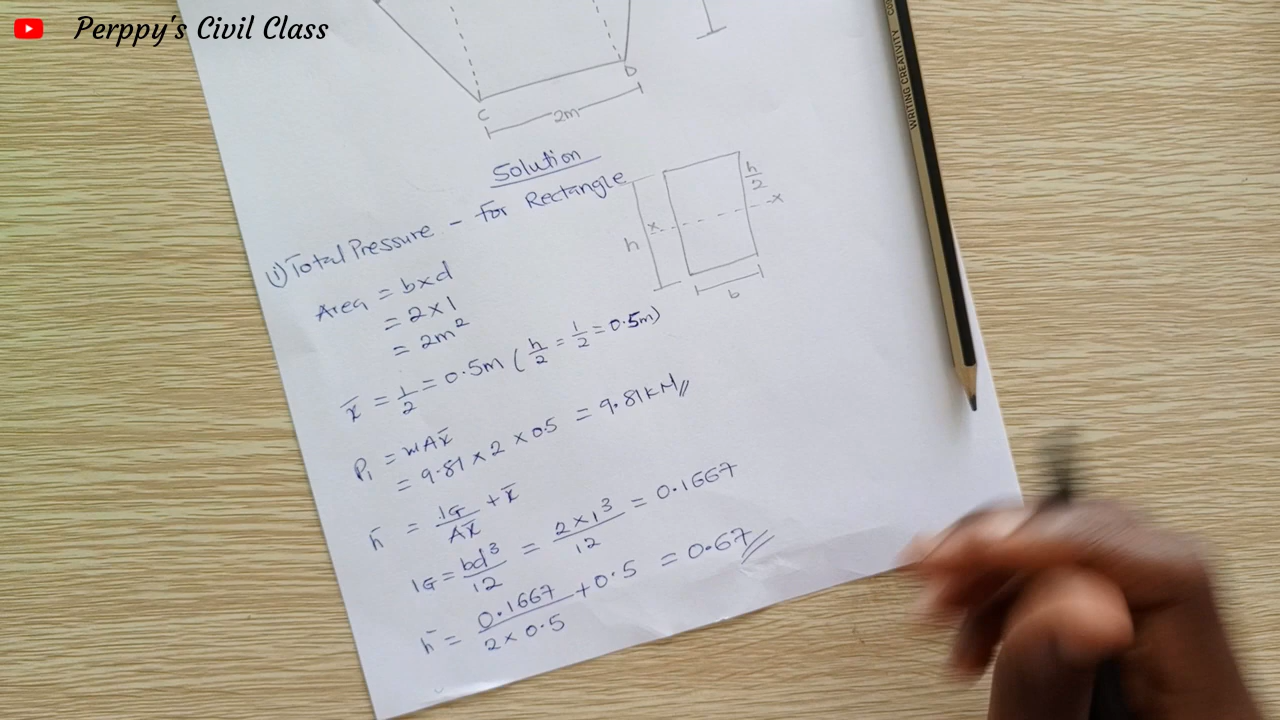 Perppy's Civil Class
WRITING CREATIVITY
C
D
2m
Solution
(i) Total Pressure - for Rectangle
h/2
x
x
h
b
Area = b×d
= 2×1
= 2m²
x̄ = 1/2 = 0.5m (h/2 = 1/2 = 0.5m)
P₁ = wAx̄
= 9.81 × 2 × 0.5 = 9.81KN//
h̄ = IG/Ax̄ + x̄
IG = bd³/12 = 2×1³/12 = 0.1667
h̄ = 0.1667/2×0.5 + 0.5 = 0.67//